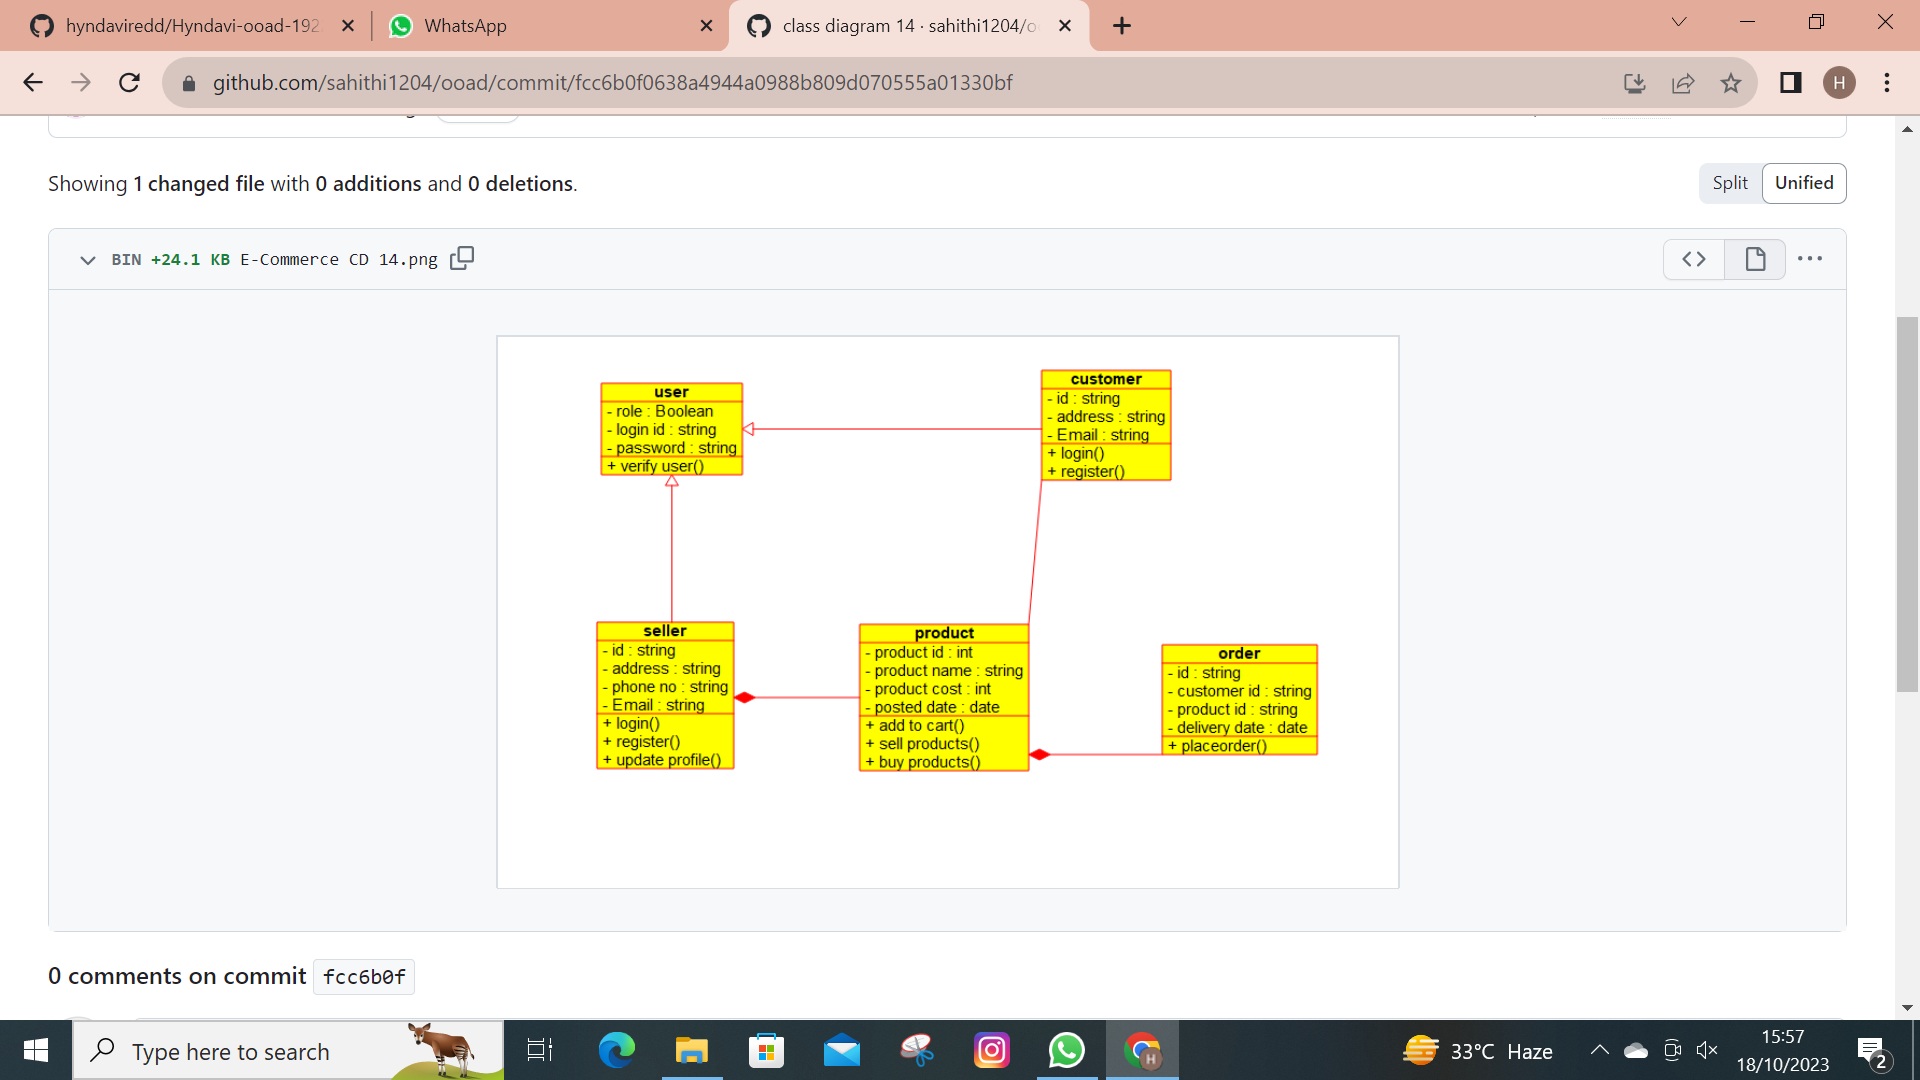 hyndaviredd/Hyndavi-ooad-192
WhatsApp
class diagram 14 · sahithi1204/o
github.com/sahithi1204/ooad/commit/fcc6b0f0638a4944a0988b809d070555a01330bf
H
Showing 1 changed file with 0 additions and 0 deletions.
Split
Unified
BIN +24.1 KB E-Commerce CD 14.png
user
- role : Boolean
- login id : string
- password : string
+ verify user()
customer
- id : string
- address : string
- Email : string
+ login()
+ register()
seller
- id : string
- address : string
- phone no : string
- Email : string
+ login()
+ register()
+ update profile()
product
- product id : int
- product name : string
- product cost : int
- posted date : date
+ add to cart()
+ sell products()
+ buy products()
order
- id : string
- customer id : string
- product id : string
- delivery date : date
+ placeorder()
0 comments on commit fcc6b0f
Type here to search
H
33°C Haze
15:57
18/10/2023
2